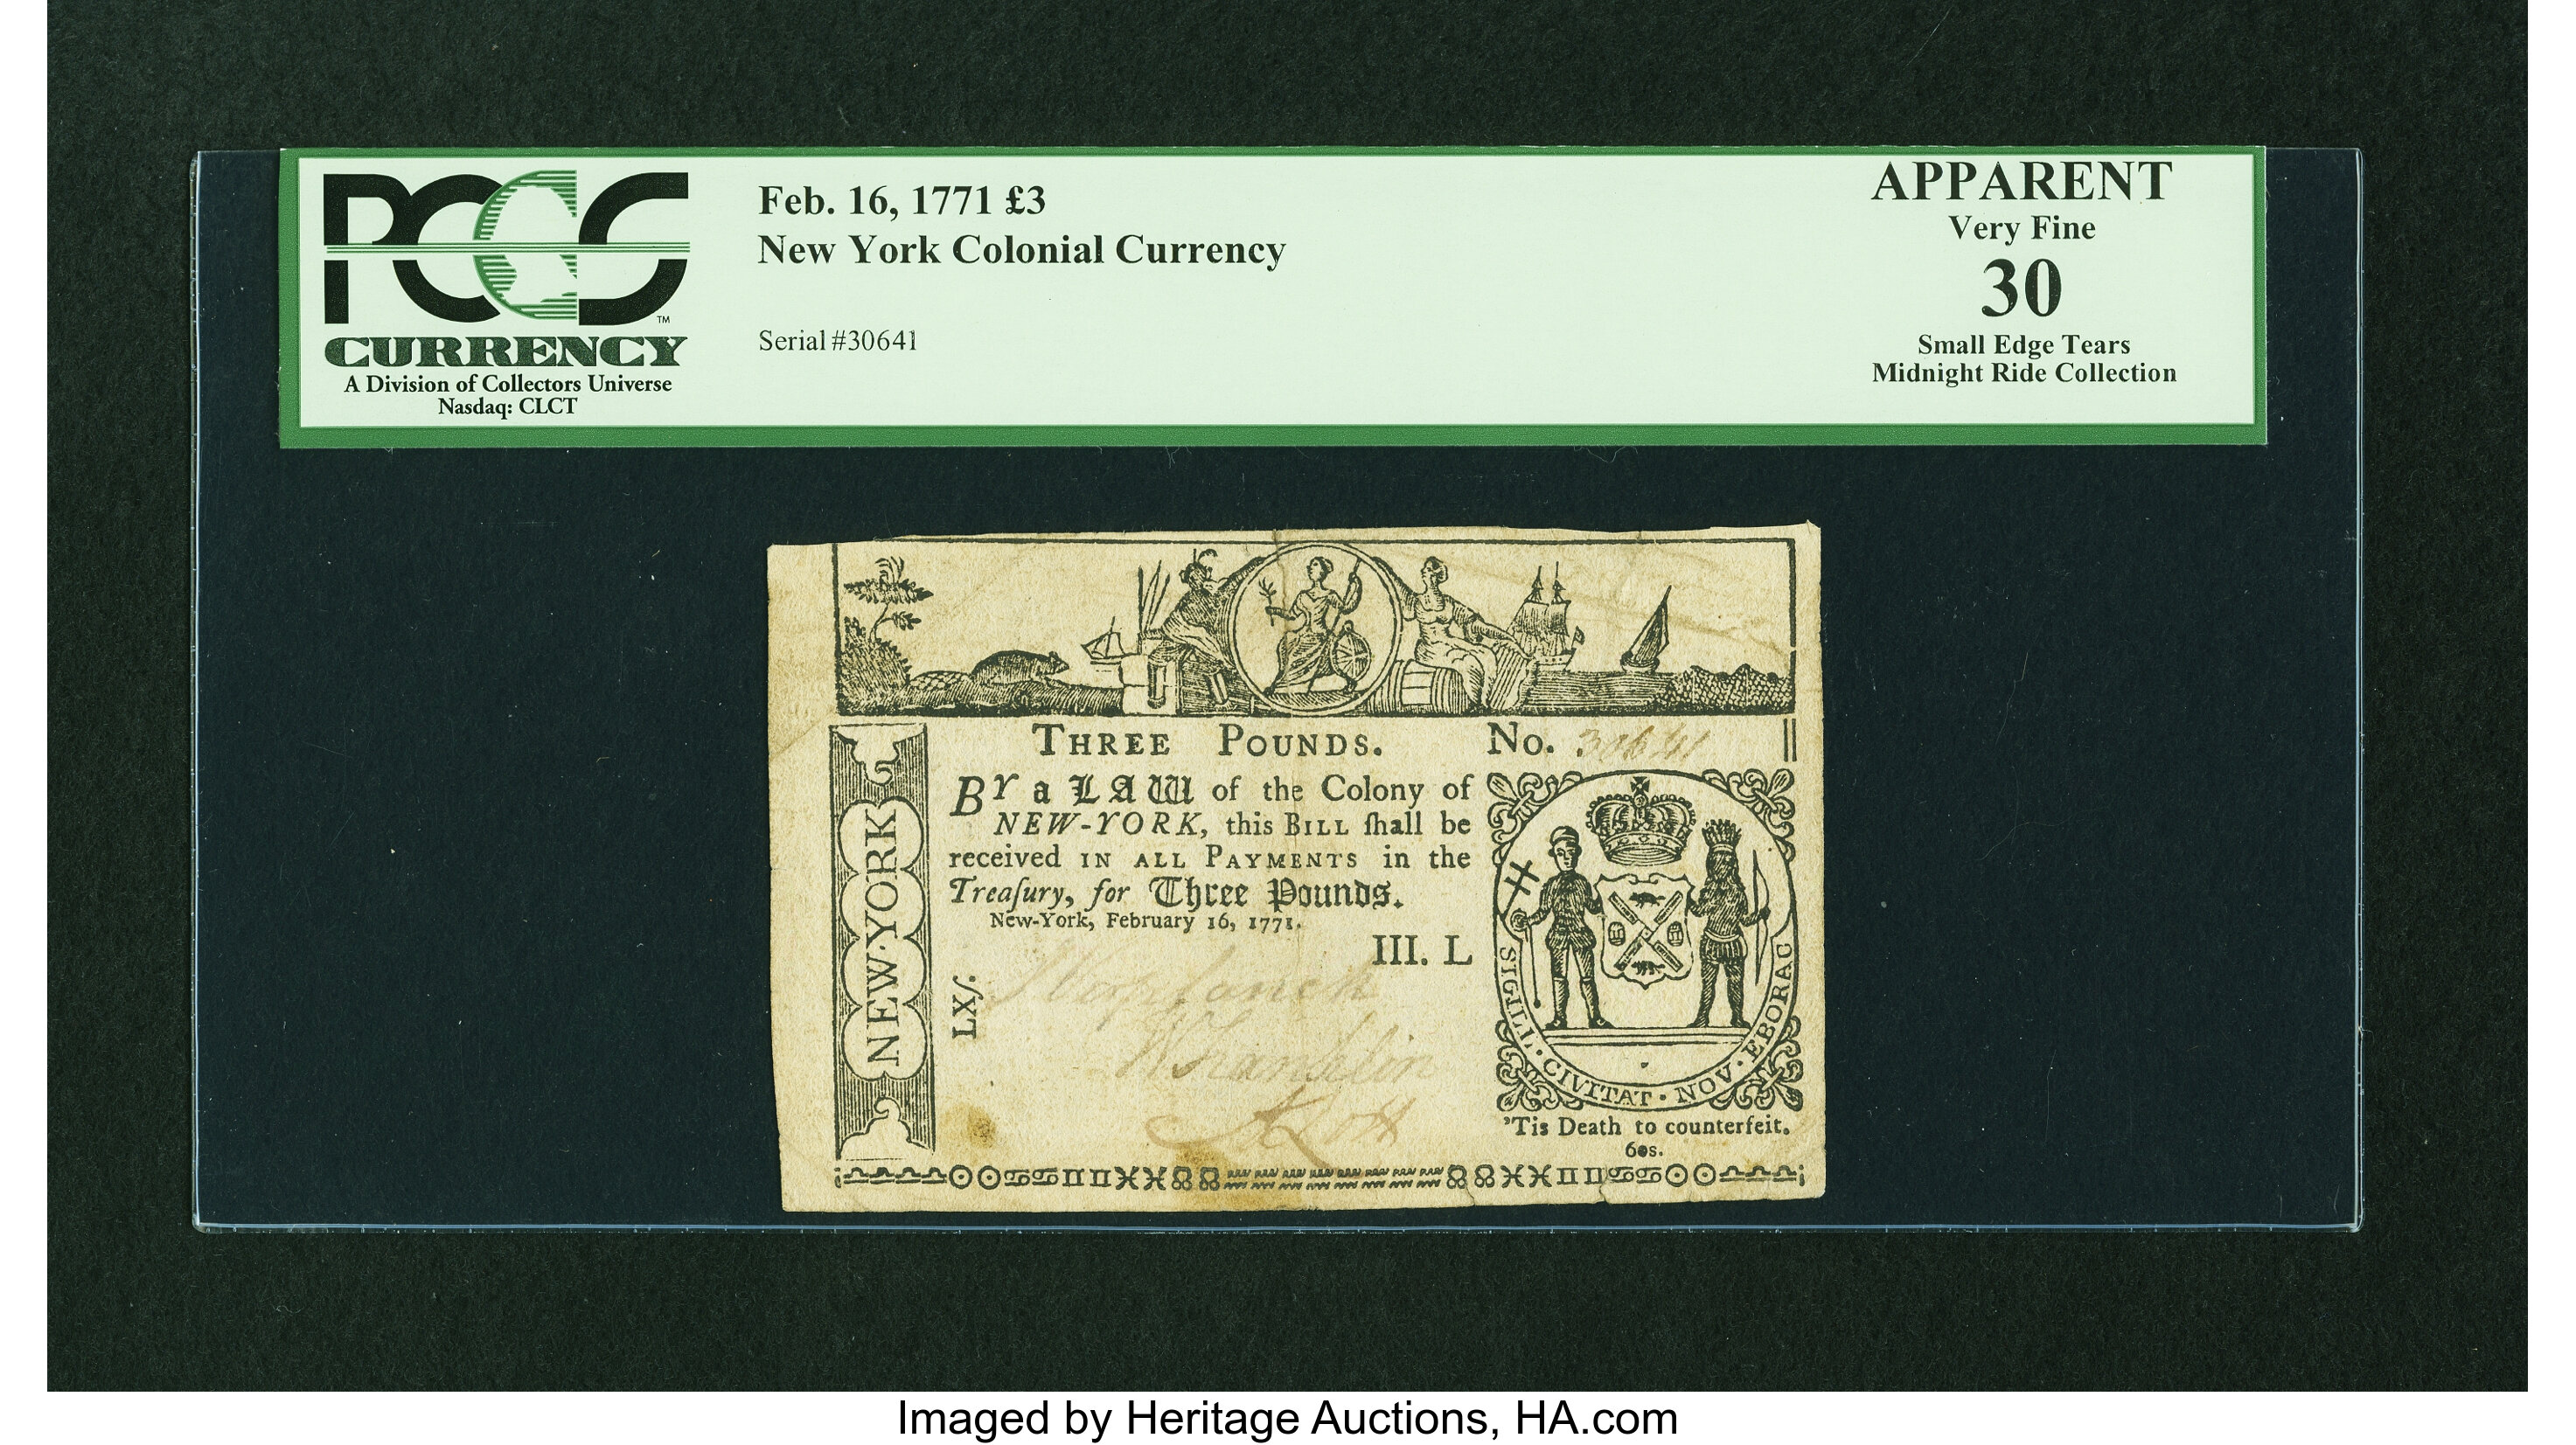 PCGS
TM
CURRENCY
A Division of Collectors Universe
Nasdaq: CLCT
Feb. 16, 1771 £3
New York Colonial Currency
Serial #30641
APPARENT
Very Fine
30
Small Edge Tears
Midnight Ride Collection
THREE POUNDS. No. 30641
BY a LAW of the Colony of
NEW-YORK, this BILL ſhall be
received IN ALL PAYMENTS in the
Treaſury, for Three Pounds.
New-York, February 16, 1771.
III. L
LXſ.
NEW-YORK
SIGILL · CIVITAT · NOV · EBORAC
'Tis Death to counterfeit.
60s.
Imaged by Heritage Auctions, HA.com